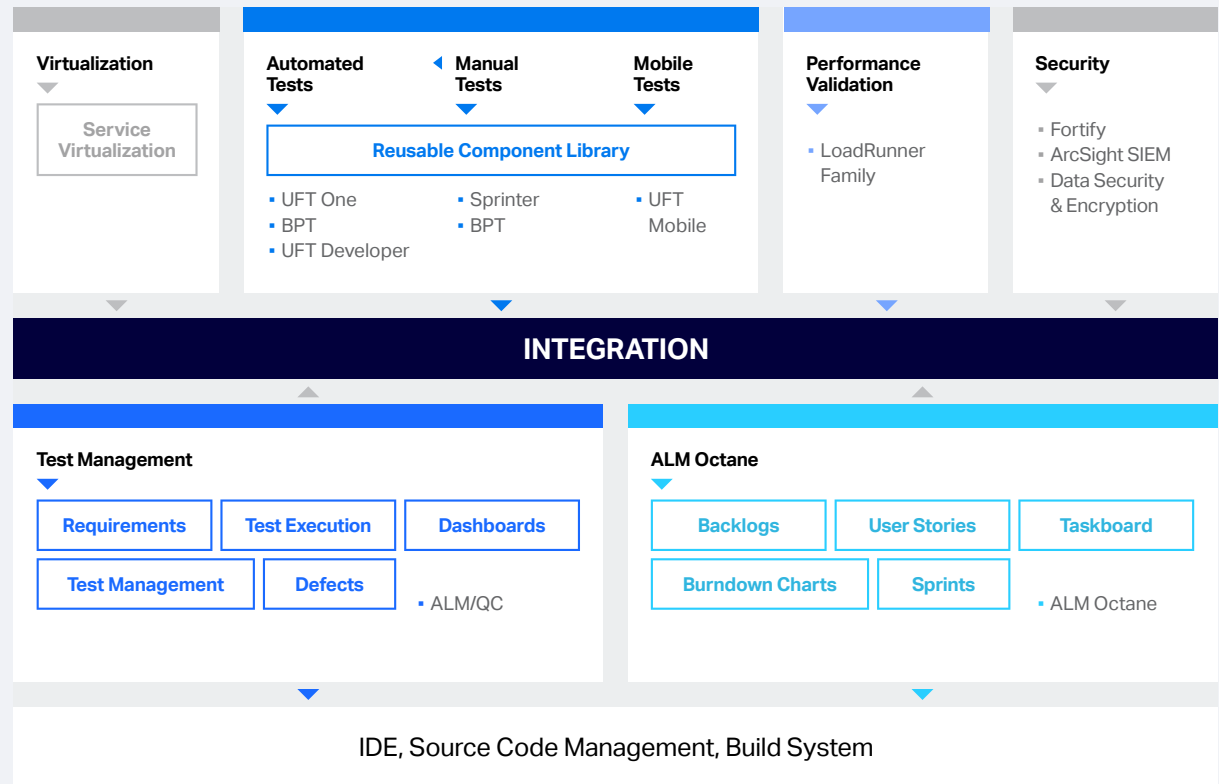 Virtualization
Service
Virtualization
Automated
Tests
Manual
Tests
Mobile
Tests
Reusable Component Library
UFT One
BPT
UFT Developer
Sprinter
BPT
UFT
Mobile
Performance
Validation
LoadRunner
Family
Security
Fortify
ArcSight SIEM
Data Security
& Encryption
INTEGRATION
Test Management
Requirements
Test Execution
Dashboards
Test Management
Defects
ALM/QC
ALM Octane
Backlogs
User Stories
Taskboard
Burndown Charts
Sprints
ALM Octane
IDE, Source Code Management, Build System